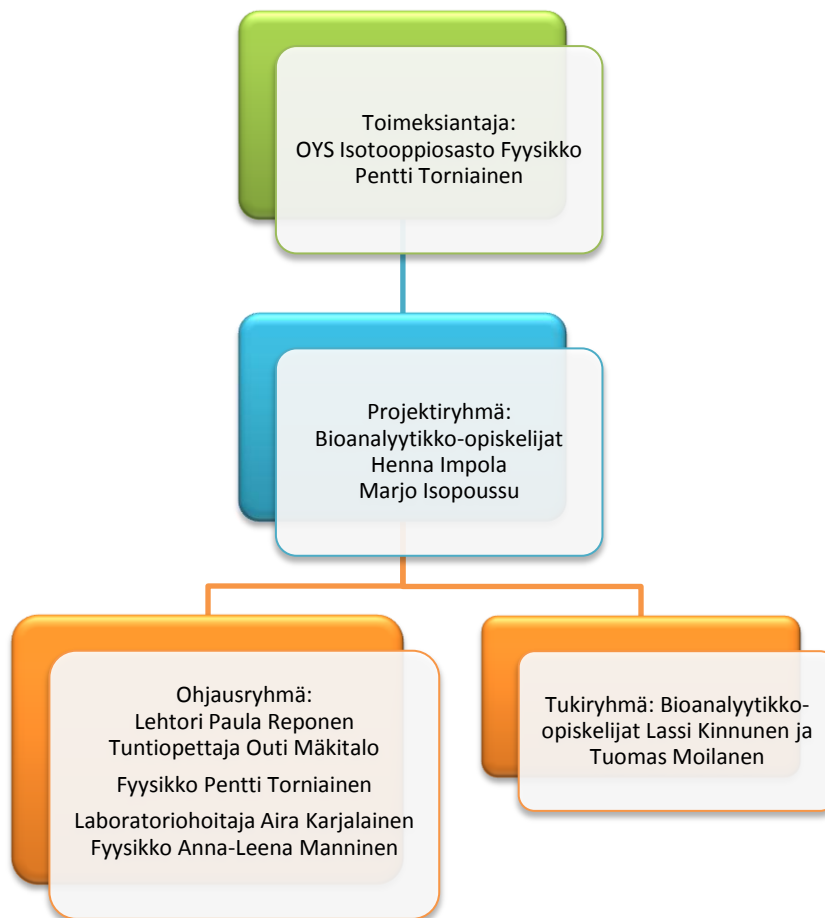 Toimeksiantaja:
OYS Isotooppiosasto Fyysikko
Pentti Torniainen
Projektiryhmä:
Bioanalyytikko-opiskelijat
Henna Impola
Marjo Isopoussu
Ohjausryhmä:
Lehtori Paula Reponen
Tuntiopettaja Outi Mäkitalo
Fyysikko Pentti Torniainen
Laboratoriohoitaja Aira Karjalainen
Fyysikko Anna-Leena Manninen
Tukiryhmä: Bioanalyytikko-
opiskelijat Lassi Kinnunen ja
Tuomas Moilanen